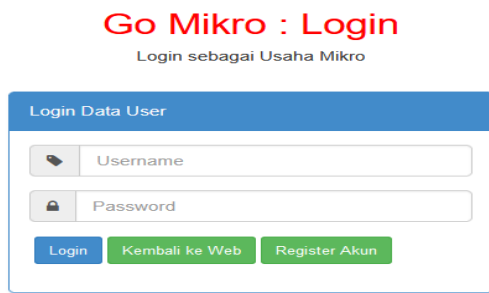 Go Mikro : Login
Login sebagai Usaha Mikro
Login Data User
Username
Password
Login Kembali ke Web Register Akun